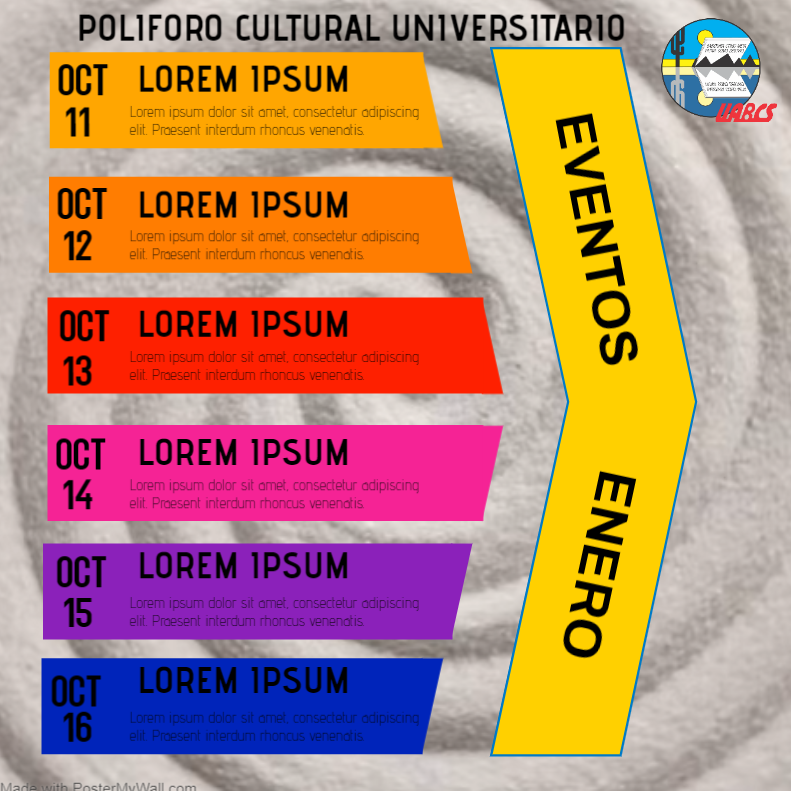 POLIFORO CULTURAL UNIVERSITARIO
OCT
11
LOREM IPSUM
Lorem ipsum dolor sit amet, consectetur adipiscing
elit. Praesent interdum rhoncus venenatis.
OCT
12
LOREM IPSUM
Lorem ipsum dolor sit amet, consectetur adipiscing
elit. Praesent interdum rhoncus venenatis.
OCT
13
LOREM IPSUM
Lorem ipsum dolor sit amet, consectetur adipiscing
elit. Praesent interdum rhoncus venenatis.
OCT
14
LOREM IPSUM
Lorem ipsum dolor sit amet, consectetur adipiscing
elit. Praesent interdum rhoncus venenatis.
OCT
15
LOREM IPSUM
Lorem ipsum dolor sit amet, consectetur adipiscing
elit. Praesent interdum rhoncus venenatis.
OCT
16
LOREM IPSUM
Lorem ipsum dolor sit amet, consectetur adipiscing
elit. Praesent interdum rhoncus venenatis.
EVENTOS
ENERO
UABCS
Made with PosterMyWall.com